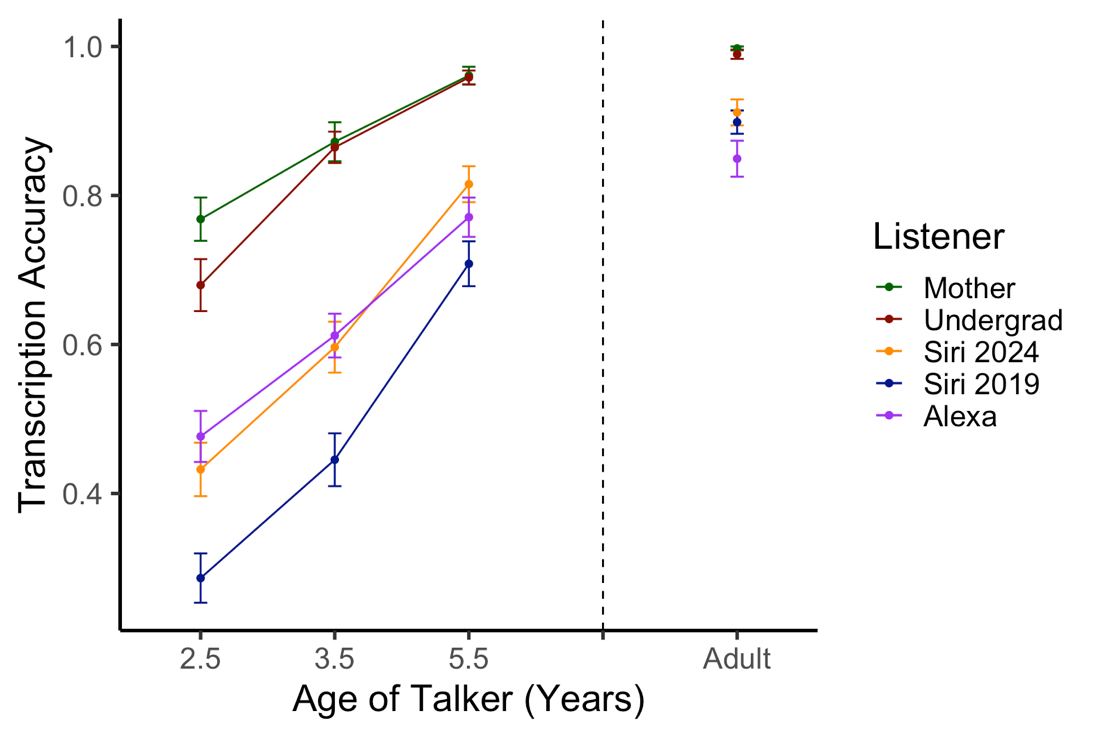 Transcription Accuracy
1.0
0.8
0.6
0.4
2.5
3.5
5.5
Adult
Age of Talker (Years)
Listener
Mother
Undergrad
Siri 2024
Siri 2019
Alexa